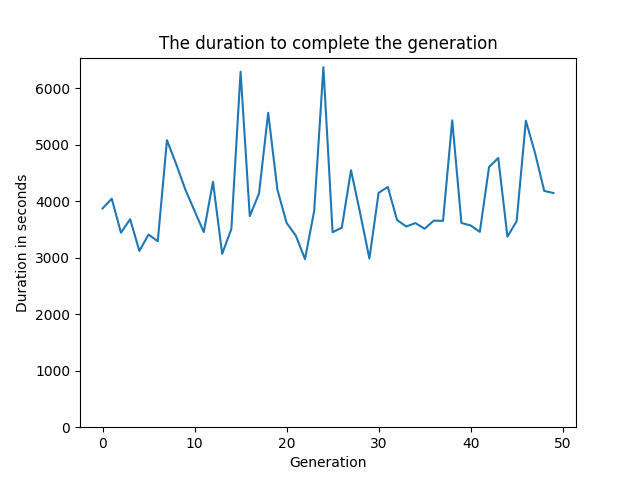 The duration to complete the generation
6000
5000
4000
3000
2000
1000
0
Duration in seconds
0 10 20 30 40 50
Generation